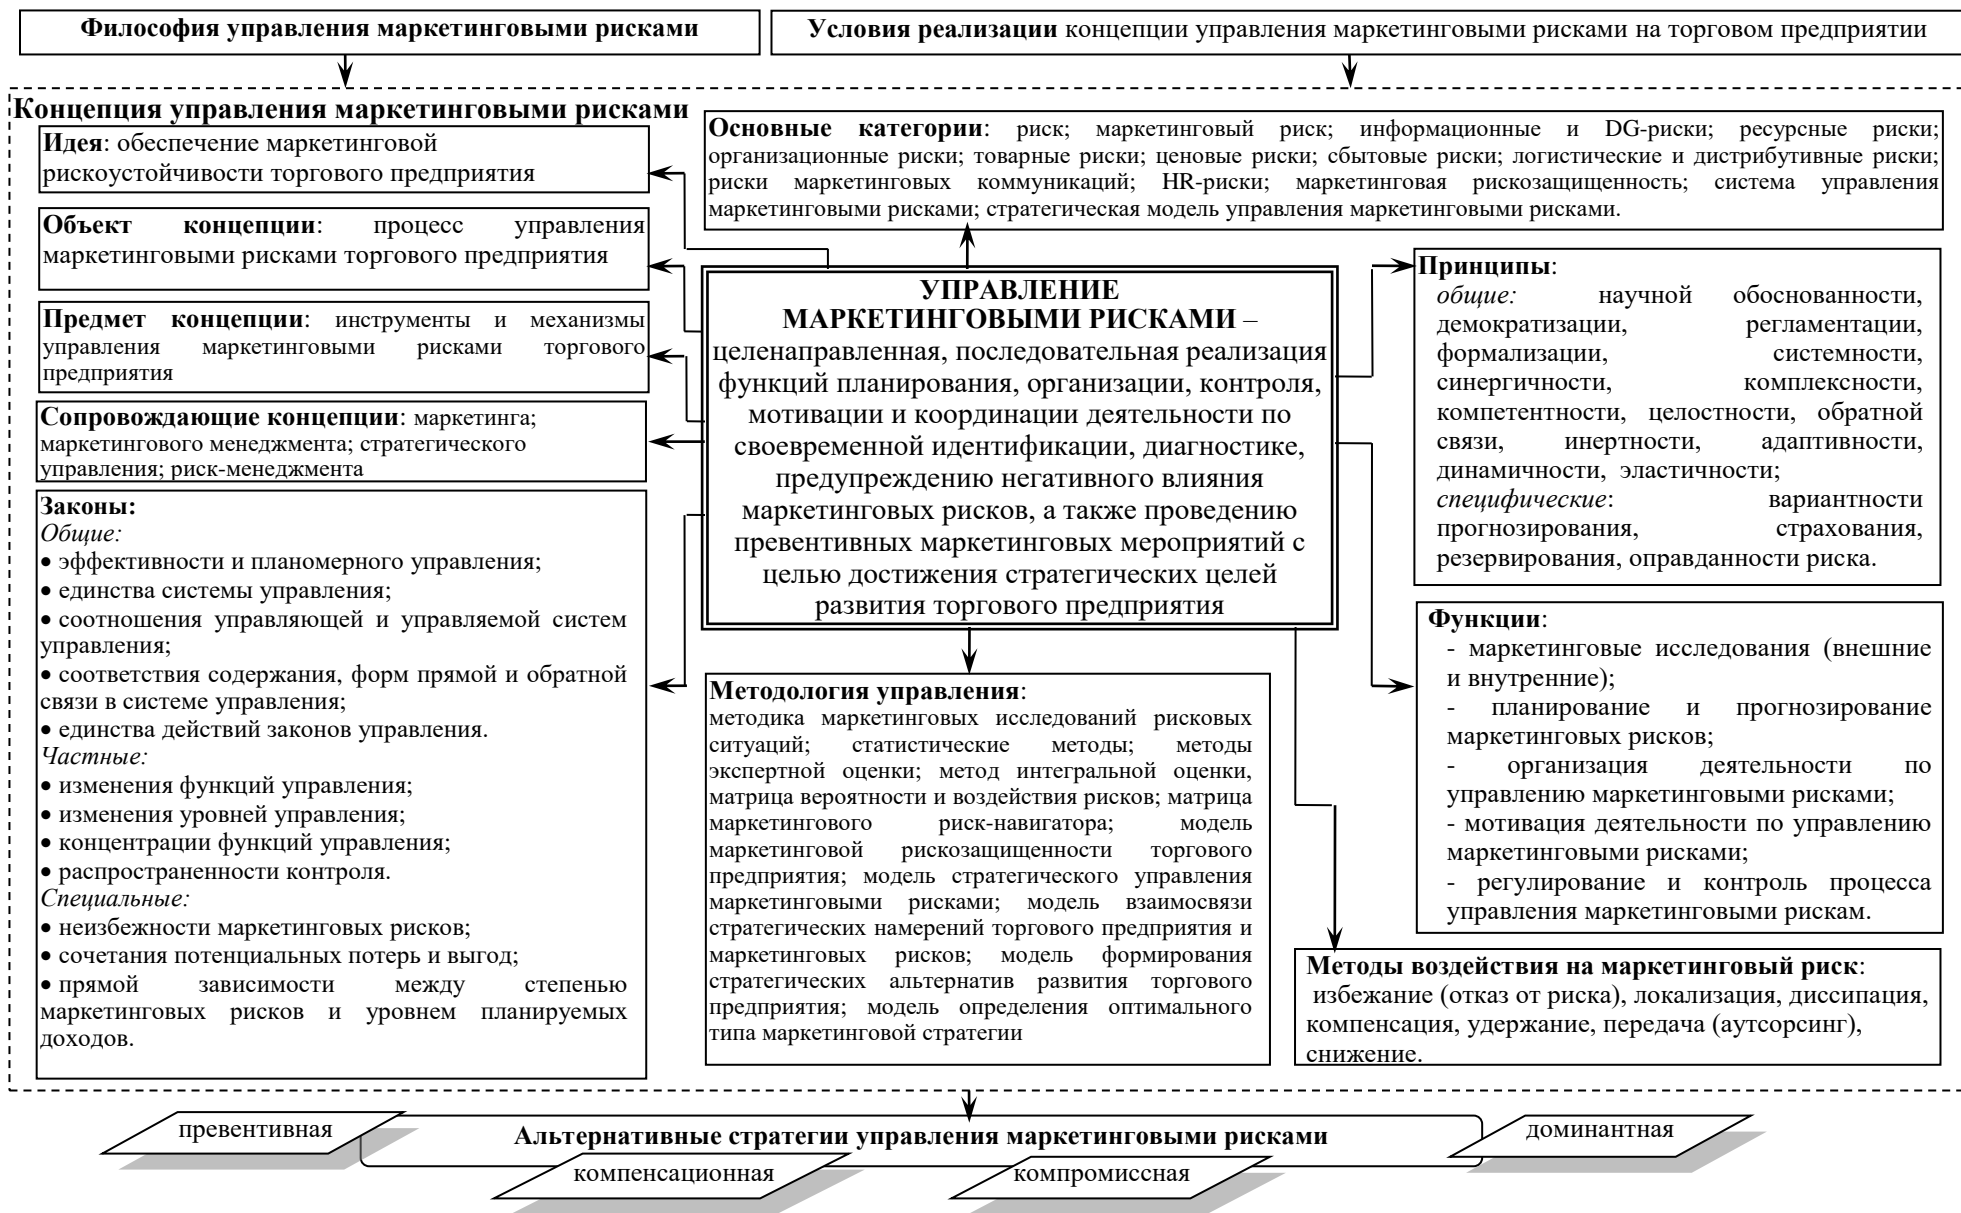 Философия управления маркетинговыми рисками
Условия реализации концепции управления маркетинговыми рисками на торговом предприятии
Концепция управления маркетинговыми рисками
Идея: обеспечение маркетинговой
рискоустойчивости торгового предприятия
Объект концепции: процесс управления
маркетинговыми рисками торгового предприятия
Предмет концепции: инструменты и механизмы
управления маркетинговыми рисками торгового
предприятия
Сопровождающие концепции: маркетинга;
маркетингового менеджмента; стратегического
управления; риск-менеджмента
Законы:
Общие:
• эффективности и планомерного управления;
• единства системы управления;
• соотношения управляющей и управляемой систем
управления;
• соответствия содержания, форм прямой и обратной
связи в системе управления;
• единства действий законов управления.
Частные:
• изменения функций управления;
• изменения уровней управления;
• концентрации функций управления;
• распространенности контроля.
Специальные:
• неизбежности маркетинговых рисков;
• сочетания потенциальных потерь и выгод;
• прямой зависимости между степенью
маркетинговых рисков и уровнем планируемых
доходов.
Основные категории: риск; маркетинговый риск; информационные и DG-риски; ресурсные риски;
организационные риски; товарные риски; ценовые риски; сбытовые риски; логистические и дистрибутивные риски;
риски маркетинговых коммуникаций; HR-риски; маркетинговая рискозащищенность; система управления
маркетинговыми рисками; стратегическая модель управления маркетинговыми рисками.
УПРАВЛЕНИЕ
МАРКЕТИНГОВЫМИ РИСКАМИ –
целенаправленная, последовательная реализация
функций планирования, организации, контроля,
мотивации и координации деятельности по
своевременной идентификации, диагностике,
предупреждению негативного влияния
маркетинговых рисков, а также проведению
превентивных маркетинговых мероприятий с
целью достижения стратегических целей
развития торгового предприятия
Методология управления:
методика маркетинговых исследований рисковых
ситуаций; статистические методы; методы
экспертной оценки; метод интегральной оценки,
матрица вероятности и воздействия рисков; матрица
маркетингового риск-навигатора; модель
маркетинговой рискозащищенности торгового
предприятия; модель стратегического управления
маркетинговыми рисками; модель взаимосвязи
стратегических намерений торгового предприятия и
маркетинговых рисков; модель формирования
стратегических альтернатив развития торгового
предприятия; модель определения оптимального
типа маркетинговой стратегии
Принципы:
общие: научной обоснованности,
демократизации, регламентации,
формализации, системности,
синергичности, комплексности,
компетентности, целостности, обратной
связи, инертности, адаптивности,
динамичности, эластичности;
специфические: вариантности
прогнозирования, страхования,
резервирования, оправданности риска.
Функции:
- маркетинговые исследования (внешние
и внутренние);
- планирование и прогнозирование
маркетинговых рисков;
- организация деятельности по
управлению маркетинговыми рисками;
- мотивация деятельности по управлению
маркетинговыми рисками;
- регулирование и контроль процесса
управления маркетинговыми рискам.
Методы воздействия на маркетинговый риск:
избежание (отказ от риска), локализация, диссипация,
компенсация, удержание, передача (аутсорсинг),
снижение.
Альтернативные стратегии управления маркетинговыми рисками
превентивная
компенсационная
компромиссная
доминантная